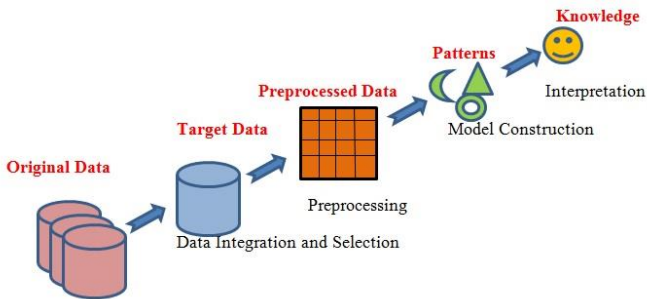 Knowledge
Patterns
Interpretation
Preprocessed Data
Model Construction
Target Data
Original Data
Preprocessing
Data Integration and Selection